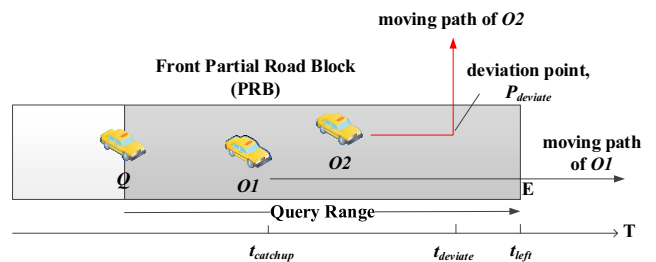 moving path of O2
Front Partial Road Block
(PRB)
deviation point,
P_deviate
moving path
of O1
Q
O1
O2
E
Query Range
T
t_catchup
t_deviate
t_left